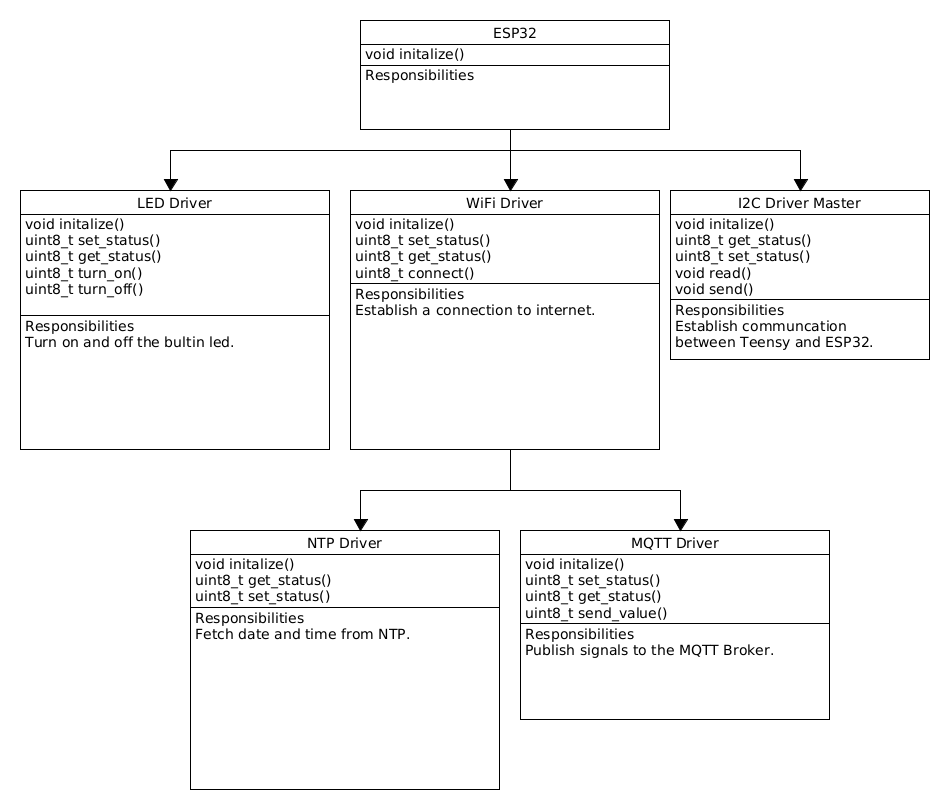 ESP32
void initalize()
Responsibilities
LED Driver
void initalize()
uint8_t set_status()
uint8_t get_status()
uint8_t turn_on()
uint8_t turn_off()
Responsibilities
Turn on and off the bultin led.
WiFi Driver
void initalize()
uint8_t set_status()
uint8_t get_status()
uint8_t connect()
Responsibilities
Establish a connection to internet.
I2C Driver Master
void initalize()
uint8_t get_status()
uint8_t set_status()
void read()
void send()
Responsibilities
Establish communcation
between Teensy and ESP32.
NTP Driver
void initalize()
uint8_t get_status()
uint8_t set_status()
Responsibilities
Fetch date and time from NTP.
MQTT Driver
void initalize()
uint8_t set_status()
uint8_t get_status()
uint8_t send_value()
Responsibilities
Publish signals to the MQTT Broker.